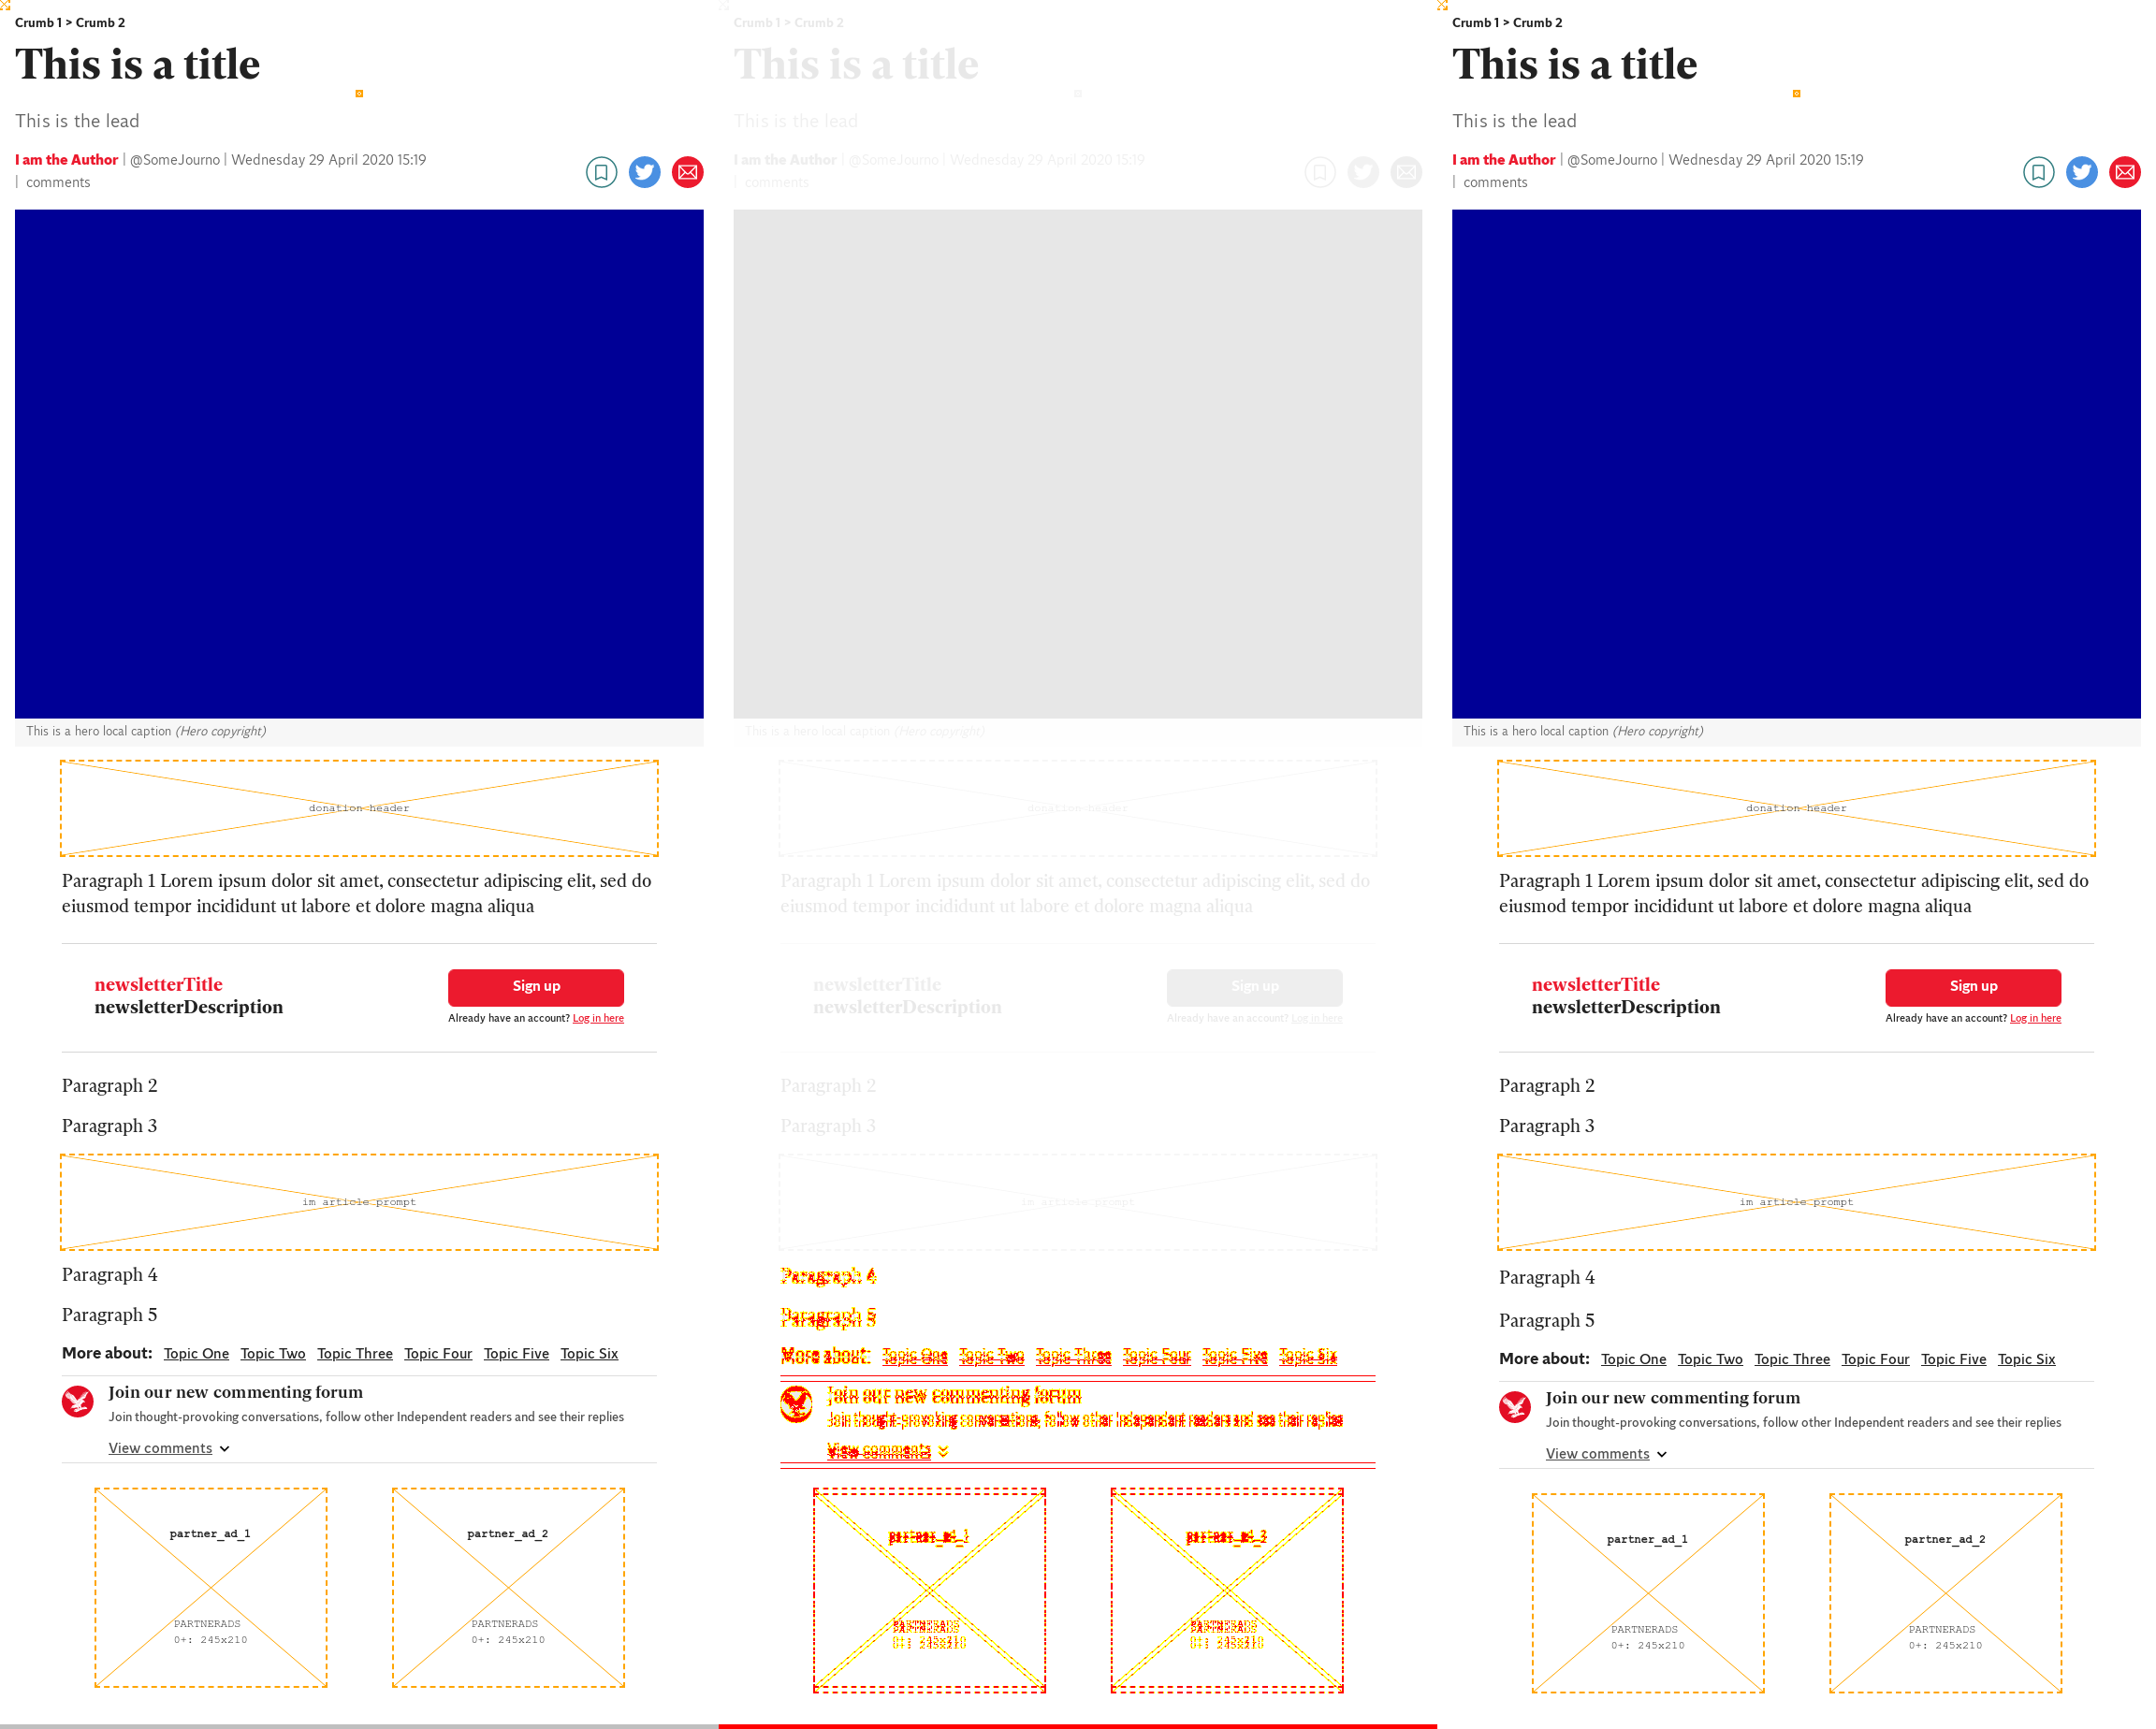 Crumb 1 > Crumb 2
This is a title
This is the lead
I am the Author | @SomeJourno | Wednesday 29 April 2020 15:19
| comments
This is a hero local caption (Hero copyright)
donation header
Paragraph 1 Lorem ipsum dolor sit amet, consectetur adipiscing elit, sed do
eiusmod tempor incididunt ut labore et dolore magna aliqua
newsletterTitle
newsletterDescription
Sign up
Already have an account? Log in here
Paragraph 2
Paragraph 3
im article prompt
Paragraph 4
Paragraph 5
More about: Topic One Topic Two Topic Three Topic Four Topic Five Topic Six
Join our new commenting forum
Join thought-provoking conversations, follow other Independent readers and see their replies
View comments
partner_ad_1
PARTNERADS
0+: 245x210
partner_ad_2
PARTNERADS
0+: 245x210
Crumb 1 > Crumb 2
This is a title
This is the lead
I am the Author | @SomeJourno | Wednesday 29 April 2020 15:19
| comments
This is a hero local caption (Hero copyright)
donation header
Paragraph 1 Lorem ipsum dolor sit amet, consectetur adipiscing elit, sed do
eiusmod tempor incididunt ut labore et dolore magna aliqua
newsletterTitle
newsletterDescription
Sign up
Already have an account? Log in here
Paragraph 2
Paragraph 3
im article prompt
Paragraph 4
Paragraph 5
More about: Topic One Topic Two Topic Three Topic Four Topic Five Topic Six
Join our new commenting forum
Join thought-provoking conversations, follow other Independent readers and see their replies
View comments
partner_ad_1
PARTNERADS
0+: 245x210
partner_ad_2
PARTNERADS
0+: 245x210
Crumb 1 > Crumb 2
This is a title
This is the lead
I am the Author | @SomeJourno | Wednesday 29 April 2020 15:19
| comments
This is a hero local caption (Hero copyright)
donation header
Paragraph 1 Lorem ipsum dolor sit amet, consectetur adipiscing elit, sed do
eiusmod tempor incididunt ut labore et dolore magna aliqua
newsletterTitle
newsletterDescription
Sign up
Already have an account? Log in here
Paragraph 2
Paragraph 3
im article prompt
Paragraph 4
Paragraph 5
More about: Topic One Topic Two Topic Three Topic Four Topic Five Topic Six
Join our new commenting forum
Join thought-provoking conversations, follow other Independent readers and see their replies
View comments
partner_ad_1
PARTNERADS
0+: 245x210
partner_ad_2
PARTNERADS
0+: 245x210